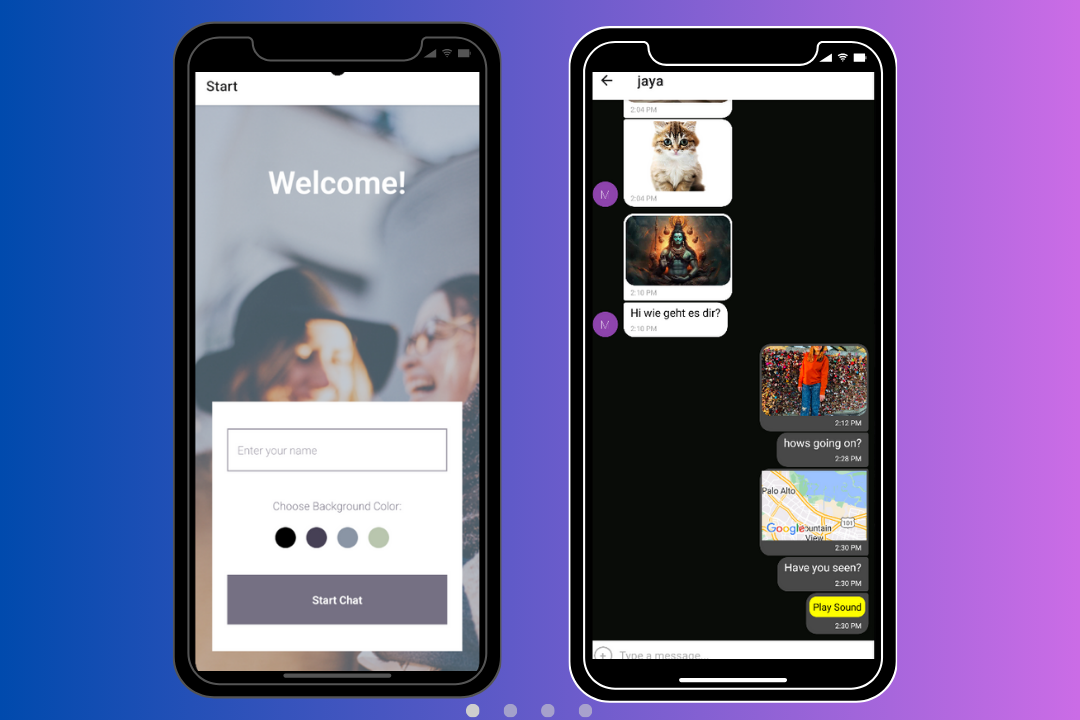 Start
Welcome!
Enter your name
Choose Background Color:
Start Chat
jaya
2:04 PM
M
2:04 PM
2:10 PM
Hi wie geht es dir?
M
2:10 PM
2:12 PM
hows going on?
2:28 PM
Palo Alto
Google
101
ountain
View
2:30 PM
Have you seen?
2:30 PM
Play Sound
2:30 PM
+ Type a message...